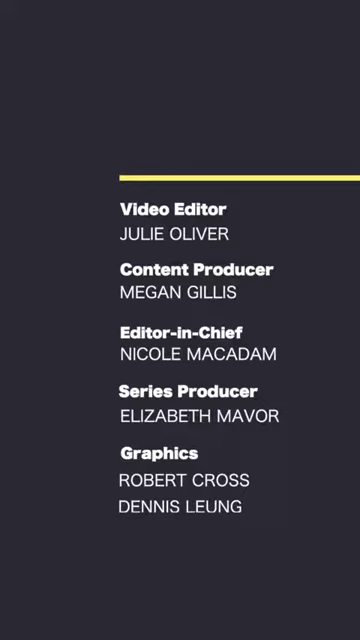 Video Editor
JULIE OLIVER
Content Producer
MEGAN GILLIS
Editor-in-Chief
NICOLE MACADAM
Series Producer
ELIZABETH MAVOR
Graphics
ROBERT CROSS
DENNIS LEUNG